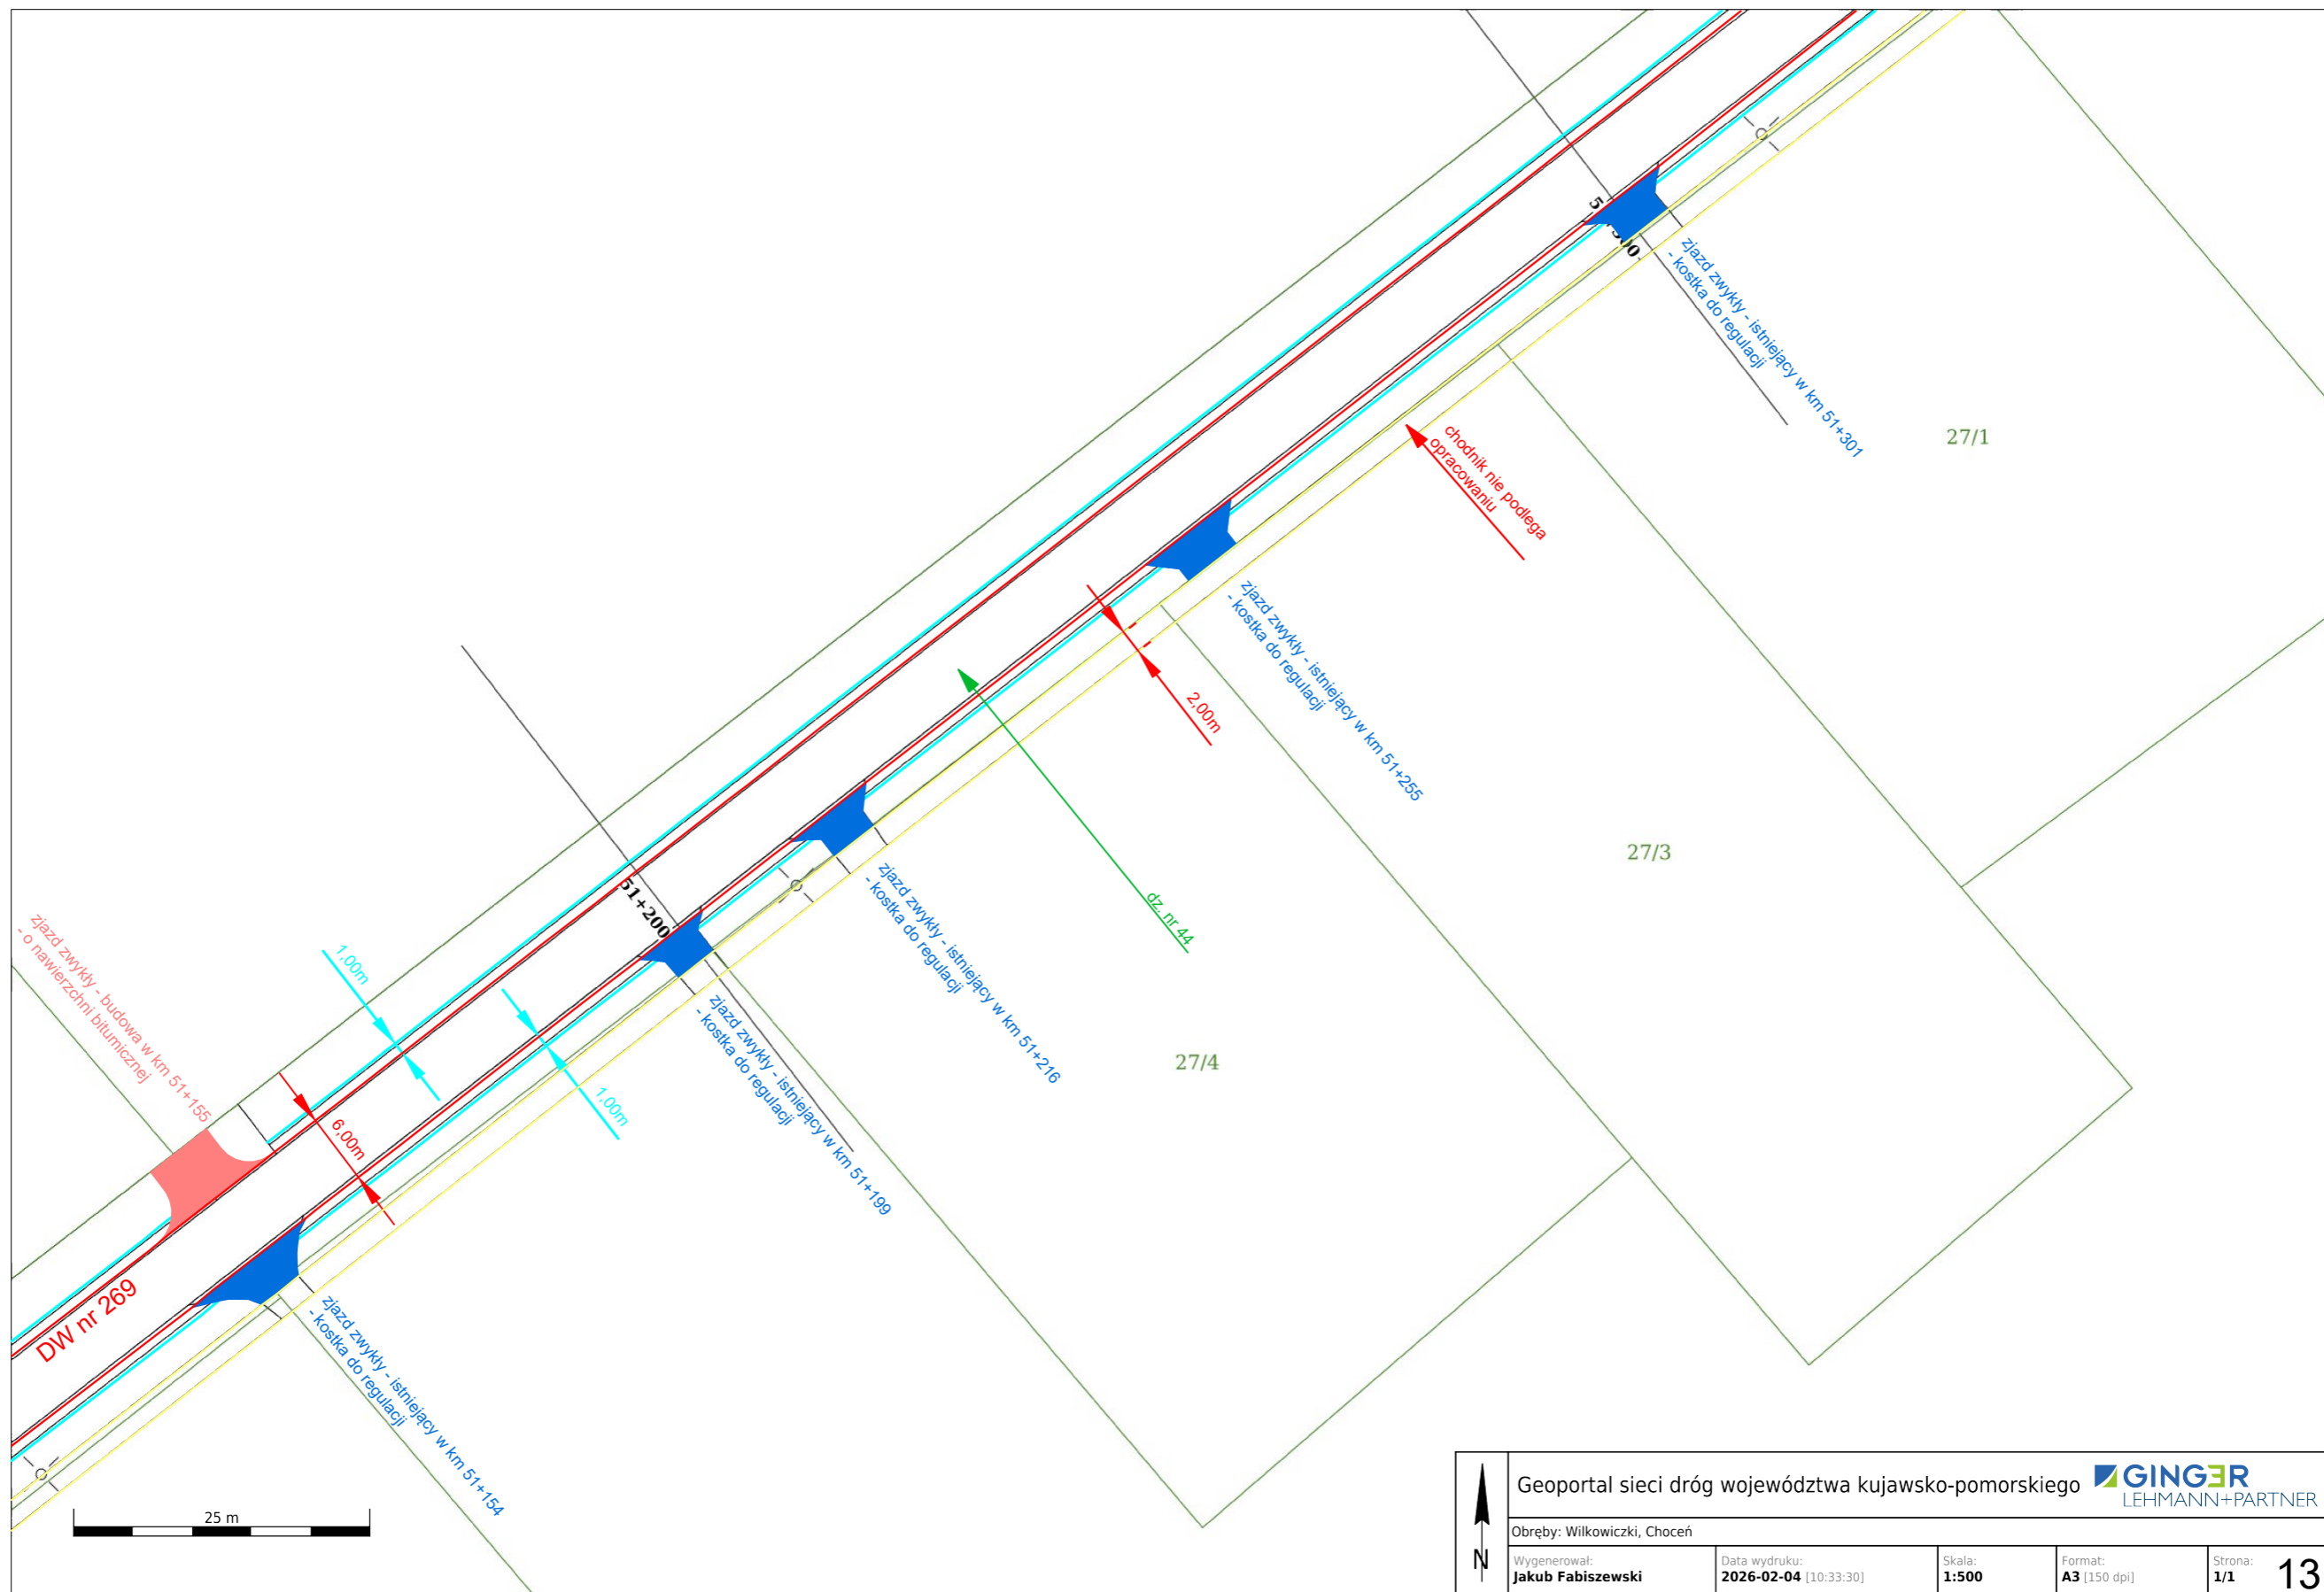 51+300
zjazd zwykły - istniejący w km 51+301
- kostka do regulacji
27/1
chodnik nie podlega
opracowaniu
zjazd zwykły - istniejący w km 51+255
- kostka do regulacji
2,00m
27/3
dz. nr 44
zjazd zwykły - istniejący w km 51+216
- kostka do regulacji
51+200
27/4
zjazd zwykły - istniejący w km 51+199
- kostka do regulacji
1,00m
1,00m
zjazd zwykły - budowa w km 51+155
- o nawierzchni bitumicznej
6,00m
DW nr 269
zjazd zwykły - istniejący w km 51+154
- kostka do regulacji
25 m
Geoportal sieci dróg województwa kujawsko-pomorskiego
GINGER
LEHMANN+PARTNER
Obręby: Wilkowiczki, Choceń
N
Wygenerował:
Jakub Fabiszewski
Data wydruku:
2026-02-04 [10:33:30]
Skala:
1:500
Format:
A3 [150 dpi]
Strona:
1/1
13